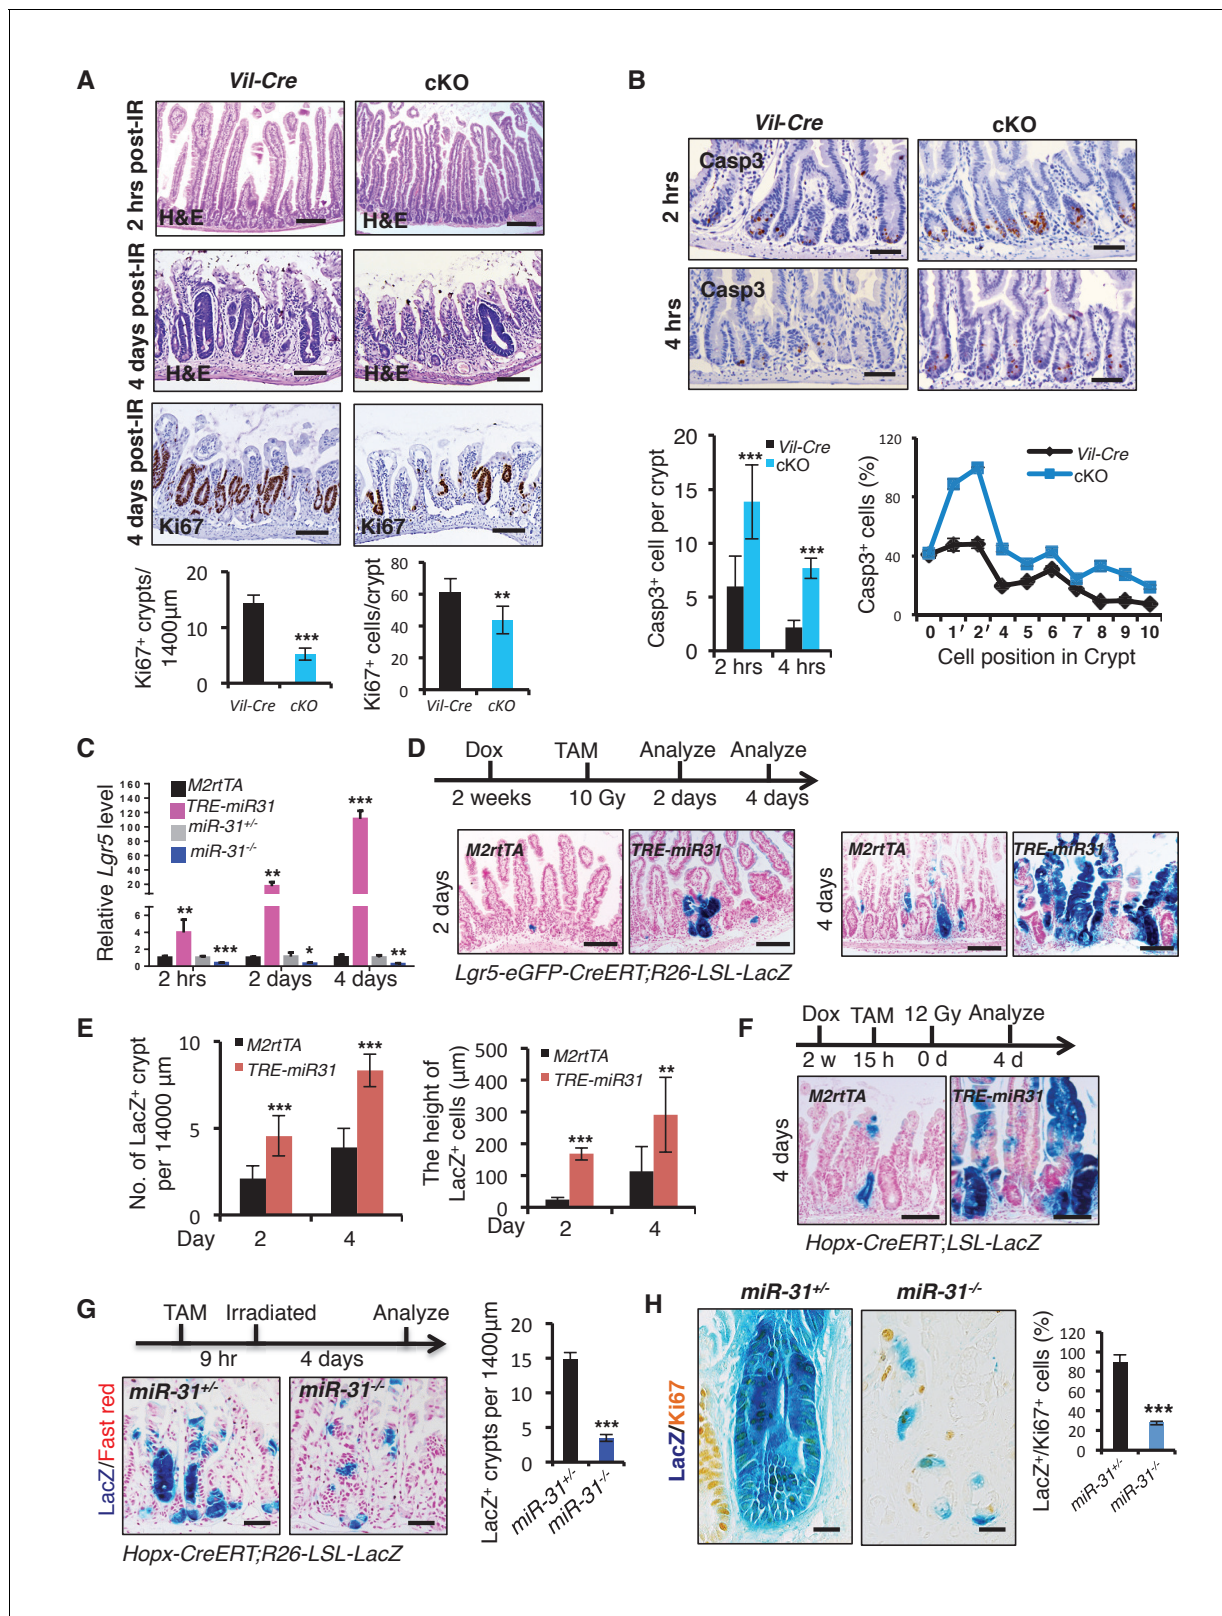 A
Vil-Cre
cKO
2 hrs post-IR
H&E
H&E
4 days post-IR
H&E
H&E
4 days post-IR
Ki67
Ki67
Ki67+ crypts/
1400μm
20
10
0
***
Vil-Cre
cKO
Ki67+ cells/crypt
80
60
40
20
0
**
Vil-Cre
cKO
B
Vil-Cre
cKO
2 hrs
Casp3
4 hrs
Casp3
Casp3+ cell per crypt
20
15
10
5
0
Vil-Cre
cKO
***
***
2 hrs
4 hrs
Casp3+ cells (%)
120
80
40
0
Vil-Cre
cKO
0 1′ 2′ 4 5 6 7 8 9 10
Cell position in Crypt
C
Relative Lgr5 level
160
140
120
100
80
60
40
20
6
4
2
0
M2rtTA
TRE-miR31
miR-31+/-
miR-31-/-
**
***
**
*
***
**
2 hrs
2 days
4 days
D
Dox
TAM
Analyze
Analyze
2 weeks
10 Gy
2 days
4 days
2 days
M2rtTA
TRE-miR31
4 days
M2rtTA
TRE-miR31
Lgr5-eGFP-CreERT;R26-LSL-LacZ
E
No. of LacZ+ crypt
per 14000 μm
10
5
0
M2rtTA
TRE-miR31
***
***
Day
2
4
The height of
LacZ+ cells (μm)
500
400
300
200
100
0
M2rtTA
TRE-miR31
***
**
2
4
F
Dox
TAM
12 Gy
Analyze
2 w
15 h
0 d
4 d
4 days
M2rtTA
TRE-miR31
Hopx-CreERT;LSL-LacZ
G
TAM
Irradiated
Analyze
9 hr
4 days
LacZ/Fast red
miR-31+/-
miR-31-/-
Hopx-CreERT;R26-LSL-LacZ
LacZ+ crypts per 1400μm
20
15
10
5
0
***
miR-31+/-
miR-31-/-
H
miR-31+/-
miR-31-/-
LacZ/Ki67
LacZ+/Ki67+ cells (%)
120
100
80
60
40
20
0
***
miR-31+/-
miR-31-/-